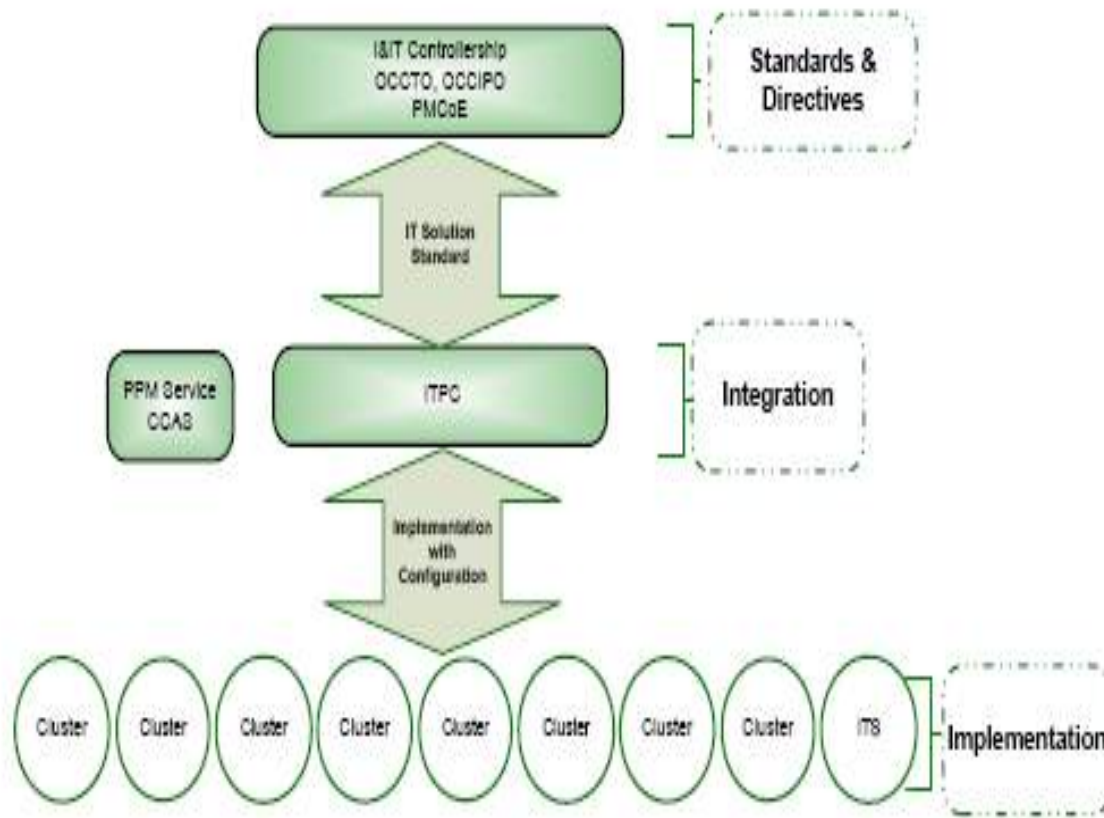 I&IT Controllership
OCCTO, OCCIPO
PMCoE
Standards &
Directives
IT Solution
Standard
PPM Service
CCAS
ITPC
Integration
Implementation
with
Configuration
Cluster
Cluster
Cluster
Cluster
Cluster
Cluster
Cluster
Cluster
ITS
Implementation